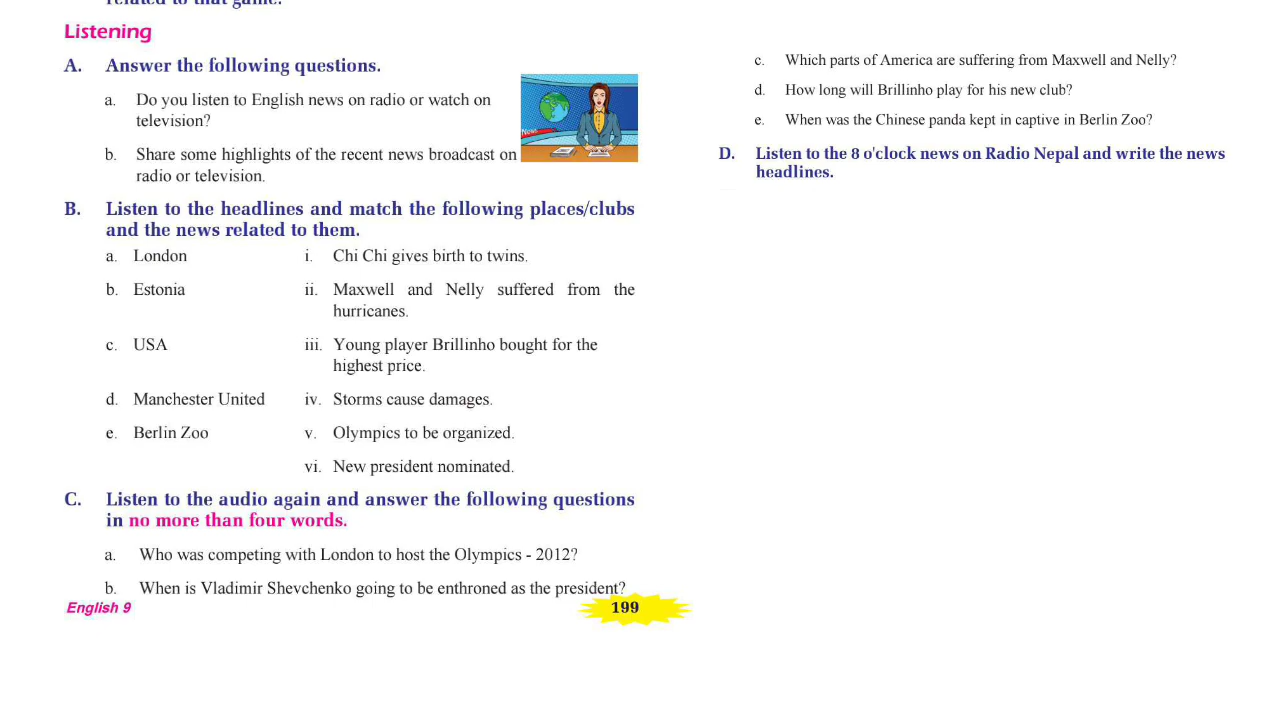 related to that game.
Listening
A. Answer the following questions.
a. Do you listen to English news on radio or watch on
television?
News
b. Share some highlights of the recent news broadcast on
radio or television.
B. Listen to the headlines and match the following places/clubs
and the news related to them.
a. London i. Chi Chi gives birth to twins.
b. Estonia ii. Maxwell and Nelly suffered from the
hurricanes.
c. USA iii. Young player Brillinho bought for the
highest price.
d. Manchester United iv. Storms cause damages.
e. Berlin Zoo v. Olympics to be organized.
vi. New president nominated.
C. Listen to the audio again and answer the following questions
in no more than four words.
a. Who was competing with London to host the Olympics - 2012?
b. When is Vladimir Shevchenko going to be enthroned as the president?
English 9 199
c. Which parts of America are suffering from Maxwell and Nelly?
d. How long will Brillinho play for his new club?
e. When was the Chinese panda kept in captive in Berlin Zoo?
D. Listen to the 8 o'clock news on Radio Nepal and write the news
headlines.